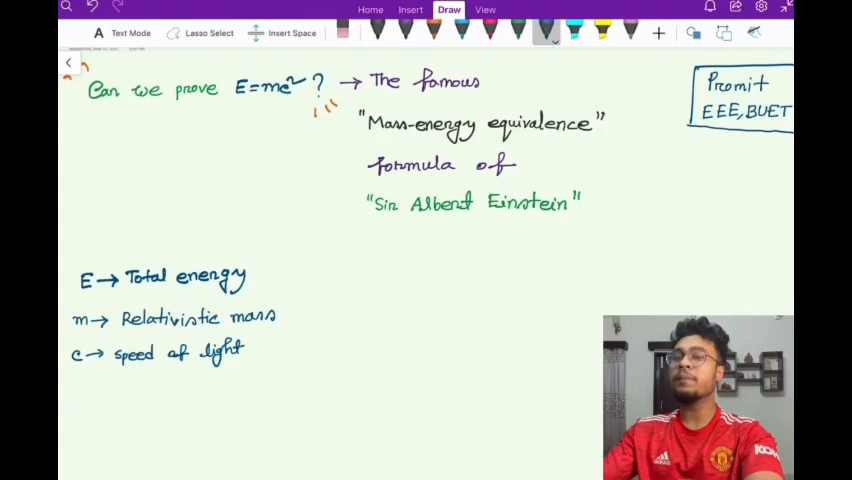 Home Insert Draw View
A Text Mode Lasso Select Insert Space
Can we prove E=mc² ? → The famous
"Mass-energy equivalence"
formula of
"Sir Albert Einstein"
Promit
EEE, BUET
E → Total energy
m → Relativistic mass
c → speed of light
adidas